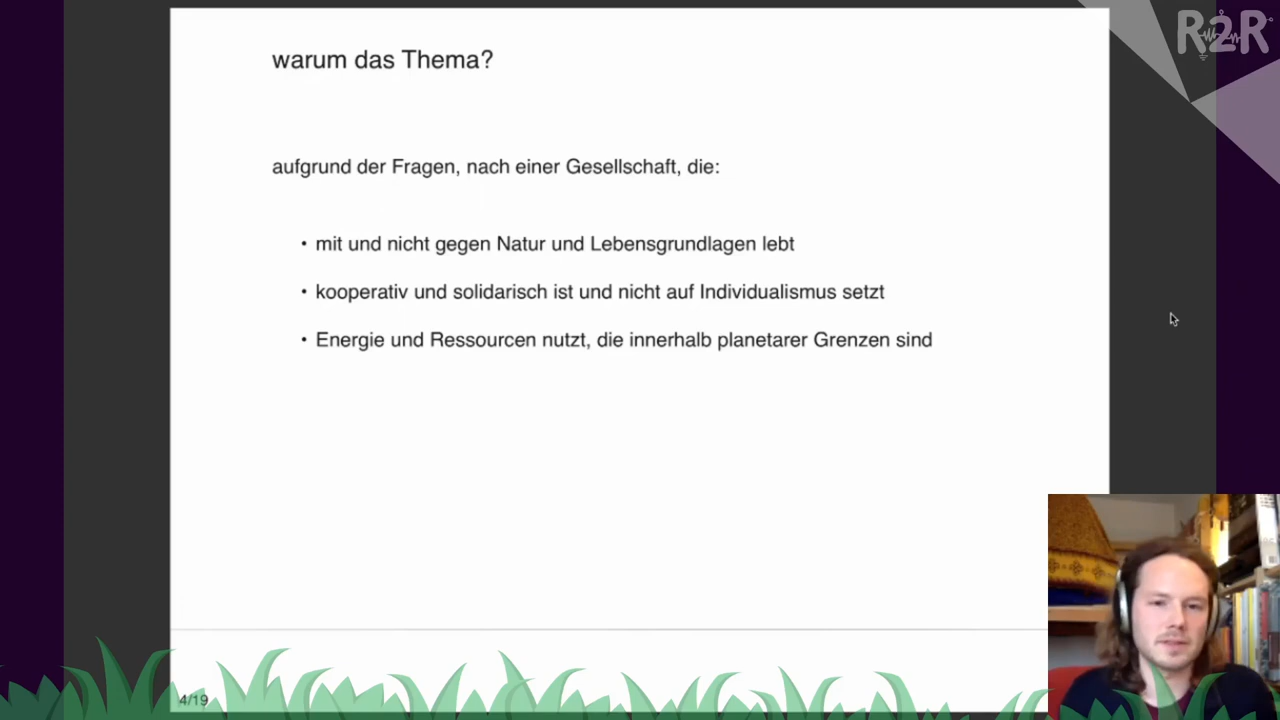 R2R
warum das Thema?
aufgrund der Fragen, nach einer Gesellschaft, die:
• mit und nicht gegen Natur und Lebensgrundlagen lebt
• kooperativ und solidarisch ist und nicht auf Individualismus setzt
• Energie und Ressourcen nutzt, die innerhalb planetarer Grenzen sind
4/19